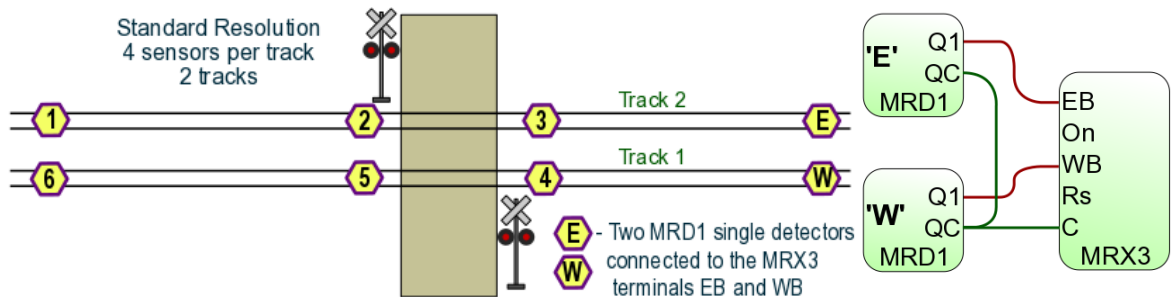 Standard Resolution
4 sensors per track
2 tracks
Track 2
1
2
3
E
Track 1
6
5
4
W
E - Two MRD1 single detectors
W connected to the MRX3
terminals EB and WB
'E'
Q1
QC
MRD1
'W'
Q1
QC
MRD1
EB
On
WB
Rs
C
MRX3